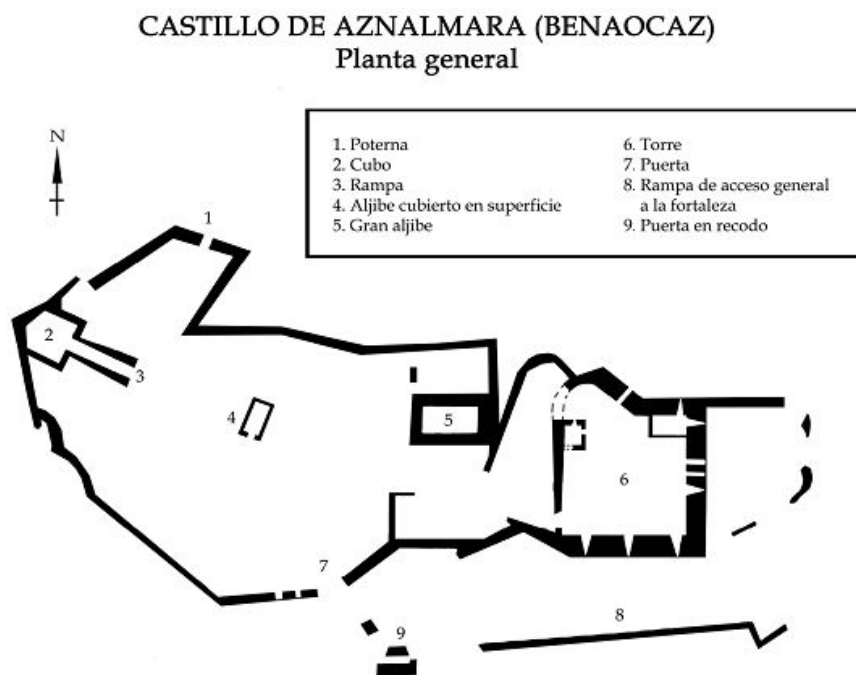 CASTILLO DE AZNALMARA (BENAOCAZ)
Planta general
N
1. Poterna
2. Cubo
3. Rampa
4. Aljibe cubierto en superficie
5. Gran aljibe
6. Torre
7. Puerta
8. Rampa de acceso general
a la fortaleza
9. Puerta en recodo
1
2
3
4
5
6
7
8
9